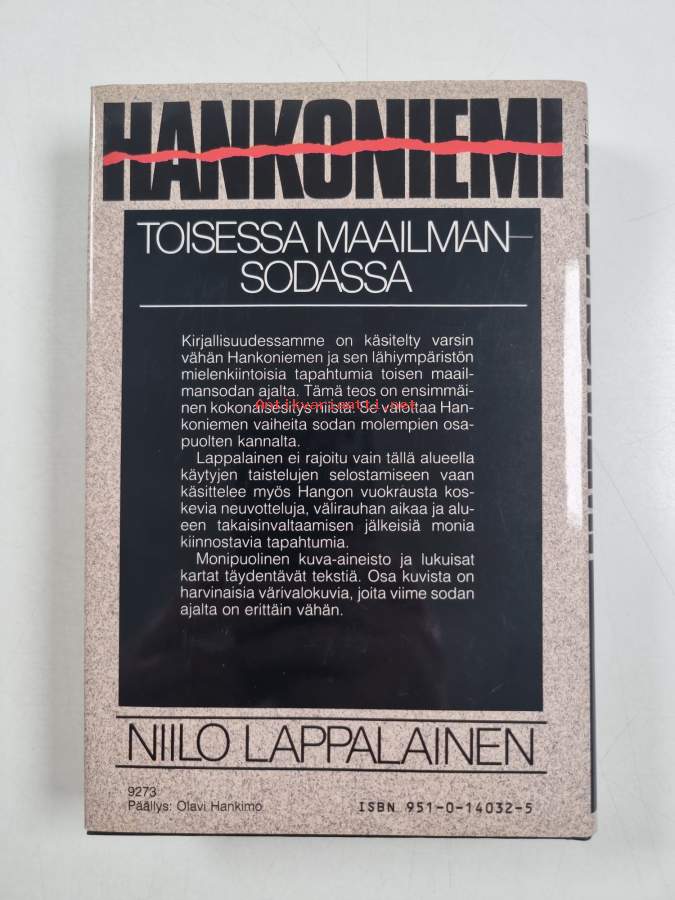 HANKONIEMI
TOISESSA MAAILMAN-
SODASSA
Kirjallisuudessamme on käsitelty varsin
vähän Hankoniemen ja sen lähiympäristön
mielenkiintoisia tapahtumia toisen maail-
mansodan ajalta. Tämä teos on ensimmäi-
nen kokonaisesitys niistä. Se valottaa Han-
Antikvariaatti.net
koniemen vaiheita sodan molempien osa-
puolten kannalta.
Lappalainen ei rajoitu vain tällä alueella
käytyjen taistelujen selostamiseen vaan
käsittelee myös Hangon vuokrausta kos-
kevia neuvotteluja, välirauhan aikaa ja alu-
een takaisinvaltaamisen jälkeisiä monia
kiinnostavia tapahtumia.
Monipuolinen kuva-aineisto ja lukuisat
kartat täydentävät tekstiä. Osa kuvista on
harvinaisia värivalokuvia, joita viime sodan
ajalta on erittäin vähän.
NIILO LAPPALAINEN
9273
Päällys: Olavi Hankimo
ISBN 951-0-14032-5